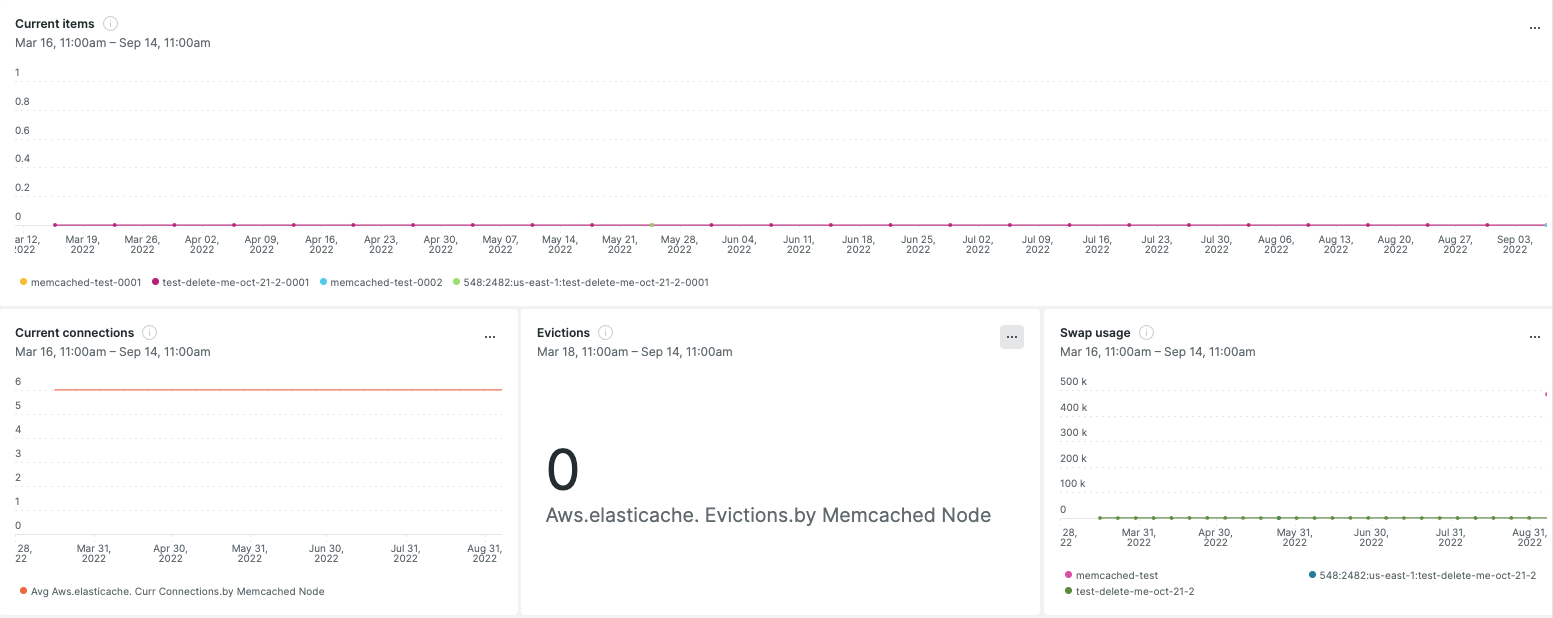 Current items
...
Mar 16, 11:00am – Sep 14, 11:00am
1
0.8
0.6
0.4
0.2
0
ar 12, Mar 19, Mar 26, Apr 02, Apr 09, Apr 16, Apr 23, Apr 30, May 07, May 14, May 21, May 28, Jun 04, Jun 11, Jun 18, Jun 25, Jul 02, Jul 09, Jul 16, Jul 23, Jul 30, Aug 06, Aug 13, Aug 20, Aug 27, Sep 03,
2022 2022 2022 2022 2022 2022 2022 2022 2022 2022 2022 2022 2022 2022 2022 2022 2022 2022 2022 2022 2022 2022 2022 2022 2022 2022
memcached-test-0001 test-delete-me-oct-21-2-0001 memcached-test-0002 548:2482:us-east-1:test-delete-me-oct-21-2-0001
Current connections
...
Mar 16, 11:00am – Sep 14, 11:00am
6
5
4
3
2
1
0
28, Mar 31, Apr 30, May 31, Jun 30, Jul 31, Aug 31,
22 2022 2022 2022 2022 2022 2022
Avg Aws.elasticache. Curr Connections.by Memcached Node
Evictions
...
Mar 18, 11:00am – Sep 14, 11:00am
0
Aws.elasticache. Evictions.by Memcached Node
Swap usage
...
Mar 16, 11:00am – Sep 14, 11:00am
500 k
400 k
300 k
200 k
100 k
0
28, Mar 31, Apr 30, May 31, Jun 30, Jul 31, Aug 31,
22 2022 2022 2022 2022 2022 2022
memcached-test 548:2482:us-east-1:test-delete-me-oct-21-2
test-delete-me-oct-21-2